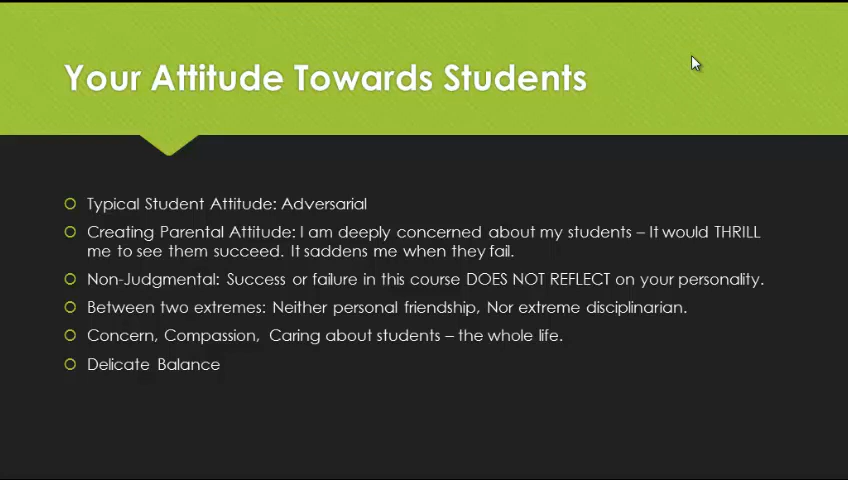 Your Attitude Towards Students
Typical Student Attitude: Adversarial
Creating Parental Attitude: I am deeply concerned about my students – It would THRILL
me to see them succeed. It saddens me when they fail.
Non-Judgmental: Success or failure in this course DOES NOT REFLECT on your personality.
Between two extremes: Neither personal friendship, Nor extreme disciplinarian.
Concern, Compassion, Caring about students – the whole life.
Delicate Balance